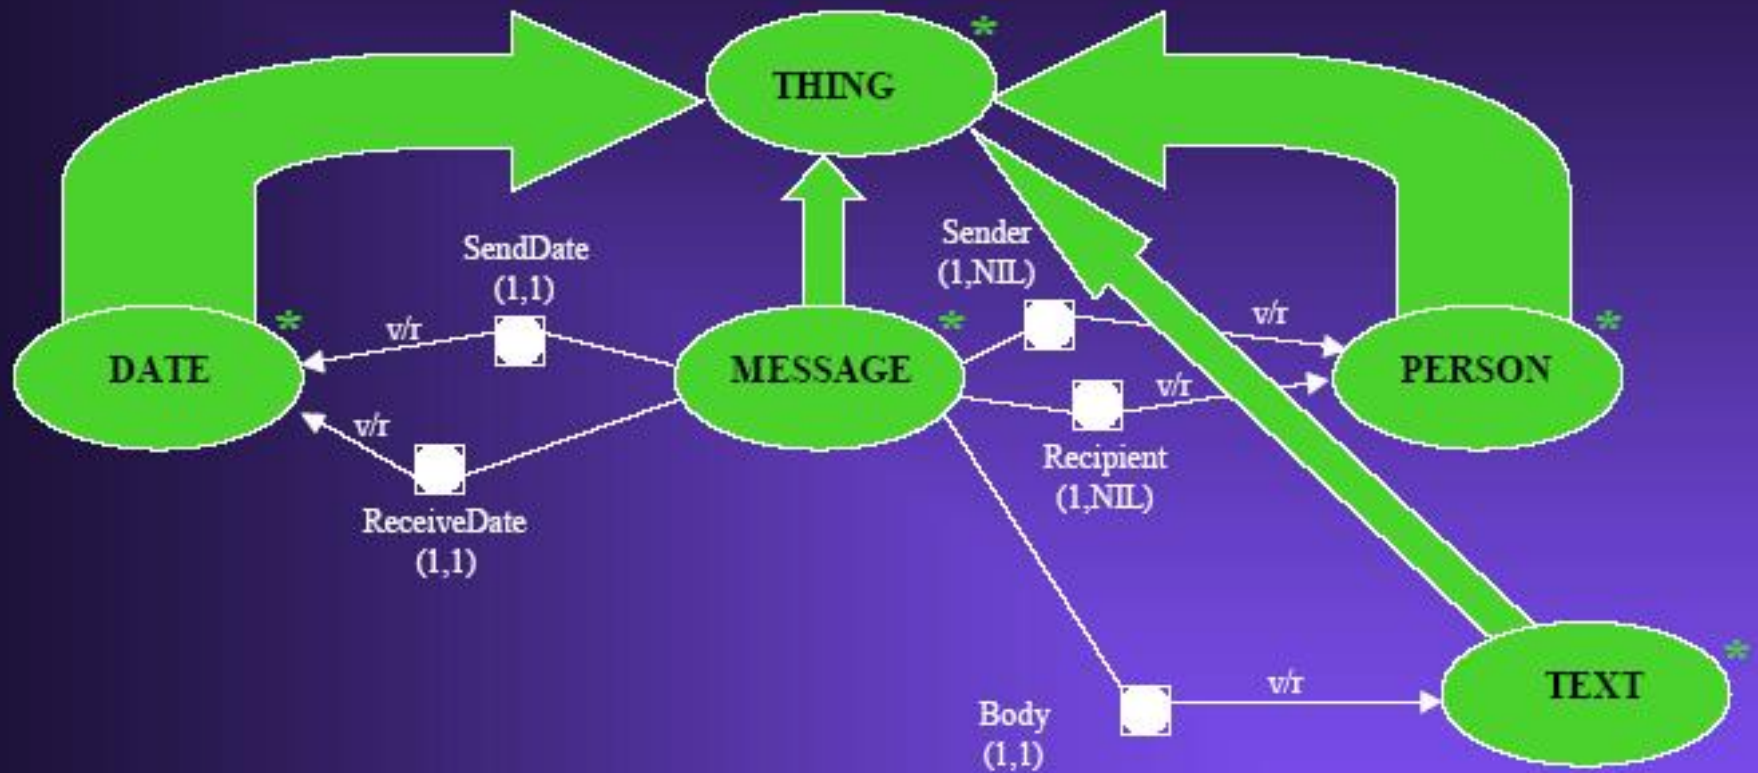 *
THING
SendDate
(1,1)
Sender
(1,NIL)
v/r
v/r
*
*
*
DATE
MESSAGE
PERSON
v/r
v/r
Recipient
(1,NIL)
ReceiveDate
(1,1)
*
TEXT
v/r
Body
(1,1)